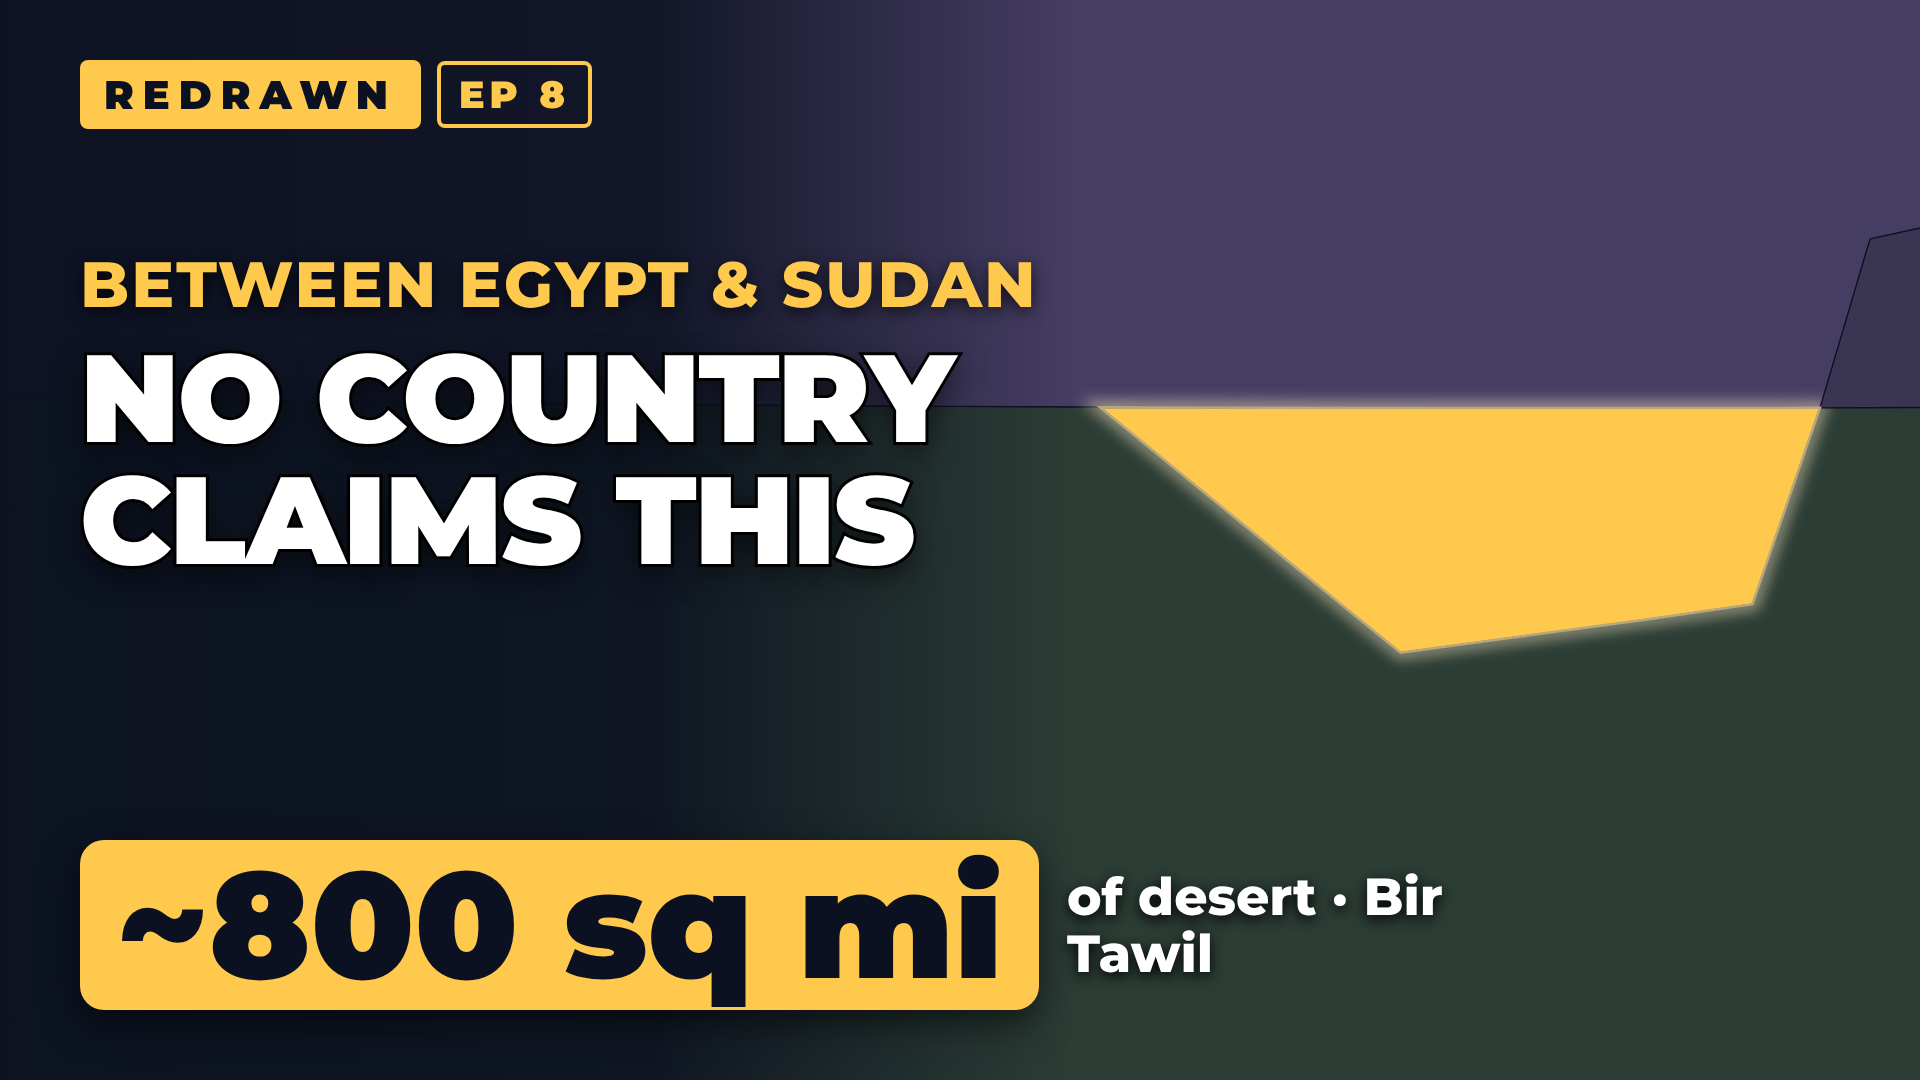 REDRAWN
EP 8
BETWEEN EGYPT & SUDAN
NO COUNTRY
CLAIMS THIS
~800 sq mi
of desert · Bir
Tawil